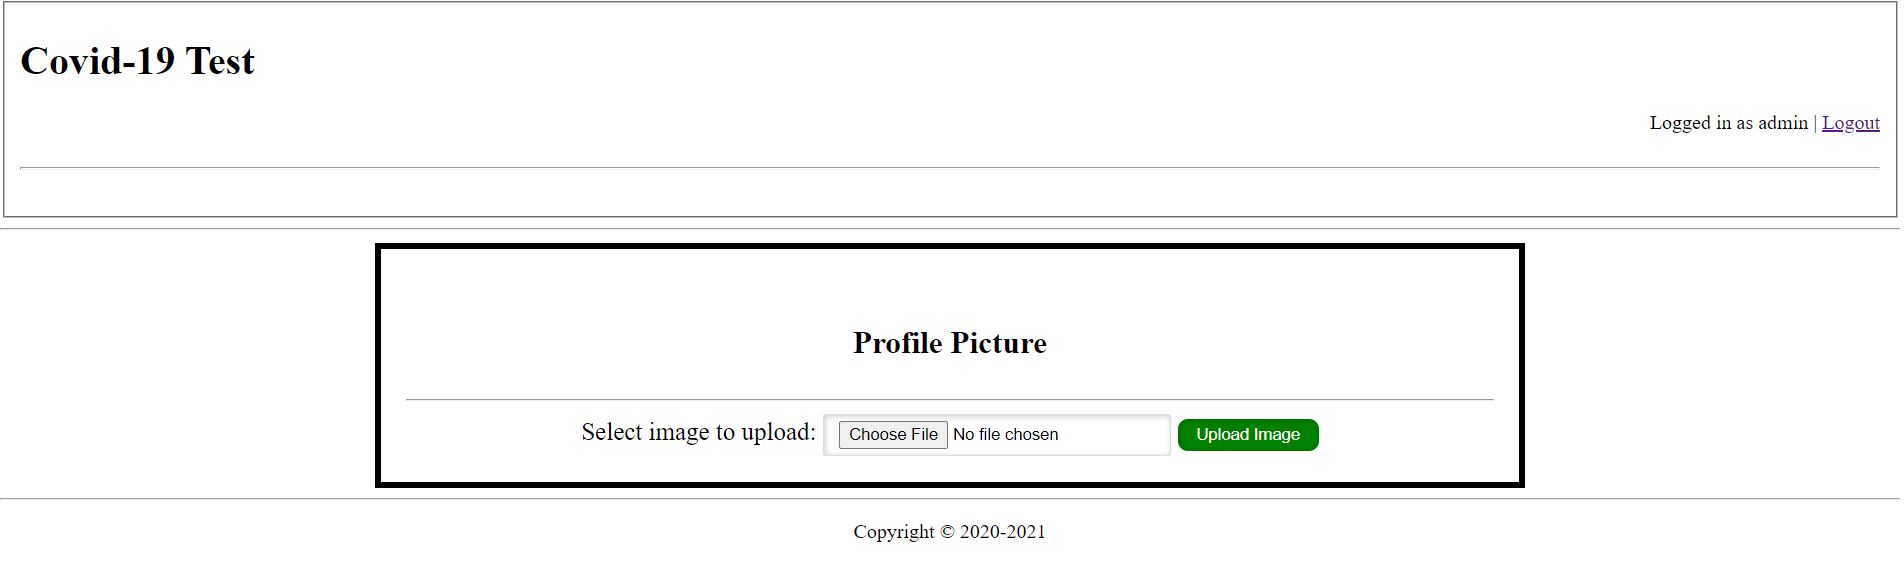 Covid-19 Test
Logged in as admin | Logout
Profile Picture
Select image to upload: Choose File No file chosen Upload Image
Copyright © 2020-2021